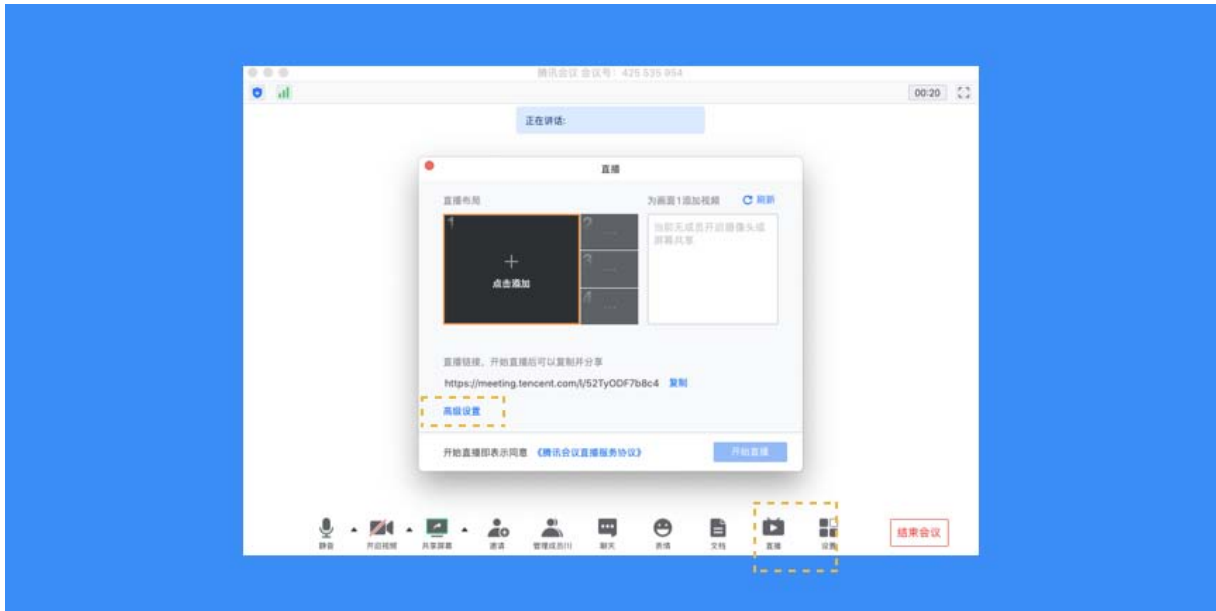 腾讯会议 会议号：425 535 954
00:20
正在讲话:
直播
直播布局
为画面1添加视频
刷新
1
2
3
4
点击添加
当前无成员开启摄像头或
屏幕共享
直播链接，开始直播后可以复制并分享
https://meeting.tencent.com/l/52TyODF7b8c4
复制
高级设置
开始直播即表示同意 《腾讯会议直播服务协议》
开始直播
静音
开启视频
共享屏幕
邀请
管理成员(1)
聊天
表情
文档
直播
设置
结束会议